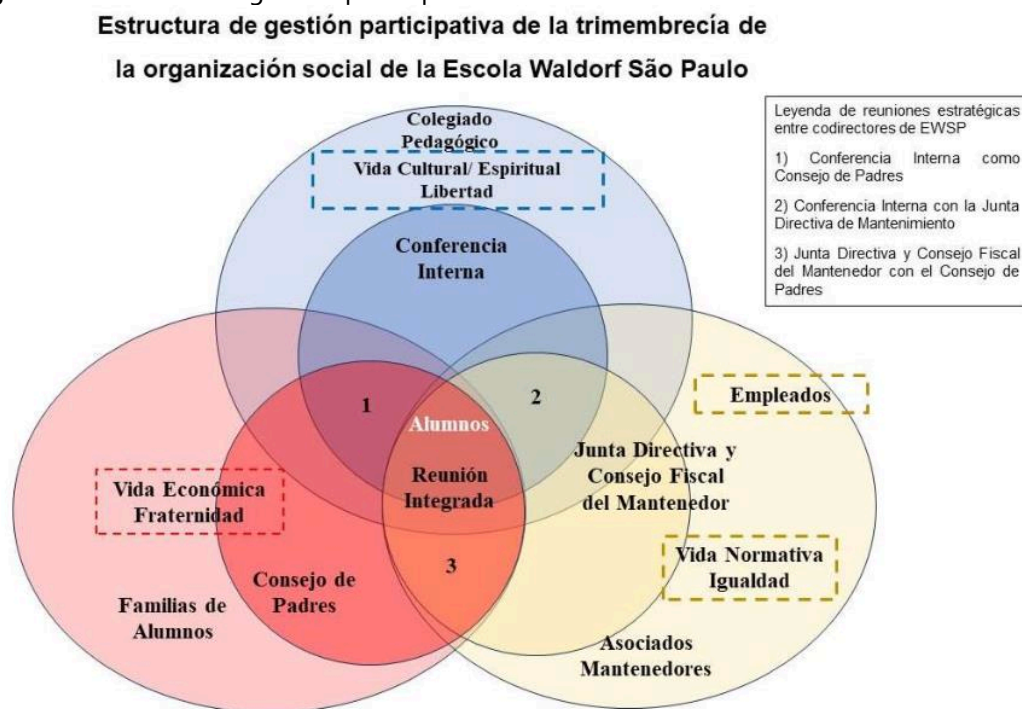 Estructura de gestión participativa de la trimembrecía de
la organización social de la Escola Waldorf São Paulo
Colegiado
Pedagógico
Vida Cultural/ Espiritual
Libertad
Conferencia
Interna
Leyenda de reuniones estratégicas
entre codirectores de EWSP
1) Conferencia Interna como
Consejo de Padres
2) Conferencia Interna con la Junta
Directiva de Mantenimiento
3) Junta Directiva y Consejo Fiscal
del Mantenedor con el Consejo de
Padres
1
2
Alumnos
Reunión
Integrada
3
Empleados
Junta Directiva y
Consejo Fiscal
del Mantenedor
Vida Económica
Fraternidad
Vida Normativa
Igualdad
Consejo de
Padres
Familias de
Alumnos
Asociados
Mantenedores